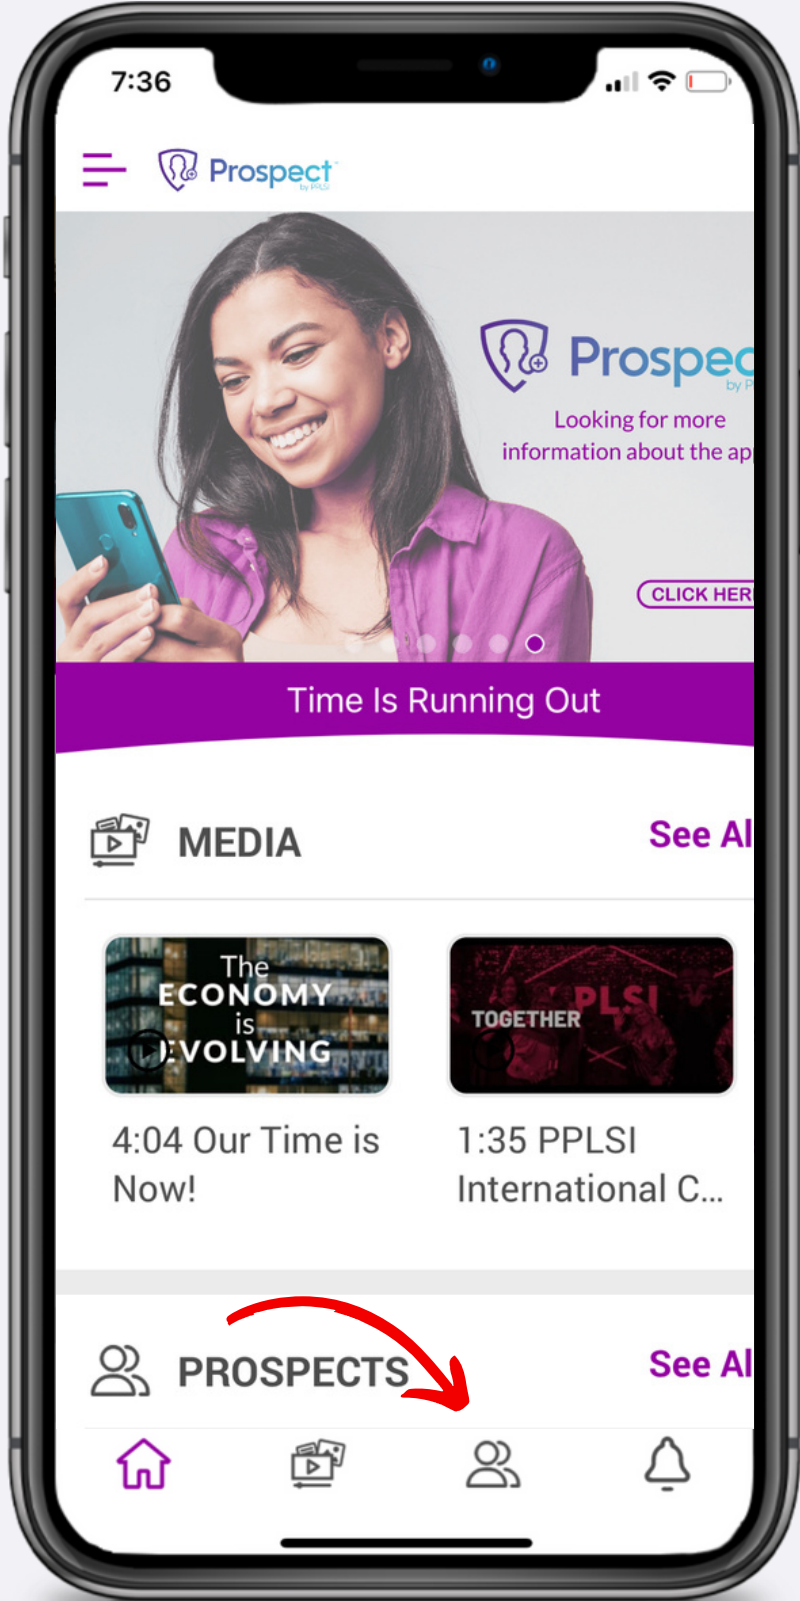 7:36
Prospect
by PPLSI
Prospec
by P
Looking for more
information about the ap
CLICK HER
Time Is Running Out
MEDIA
See Al
The
ECONOMY
is
EVOLVING
PLSI
TOGETHER
4:04 Our Time is
Now!
1:35 PPLSI
International C...
PROSPECTS
See Al